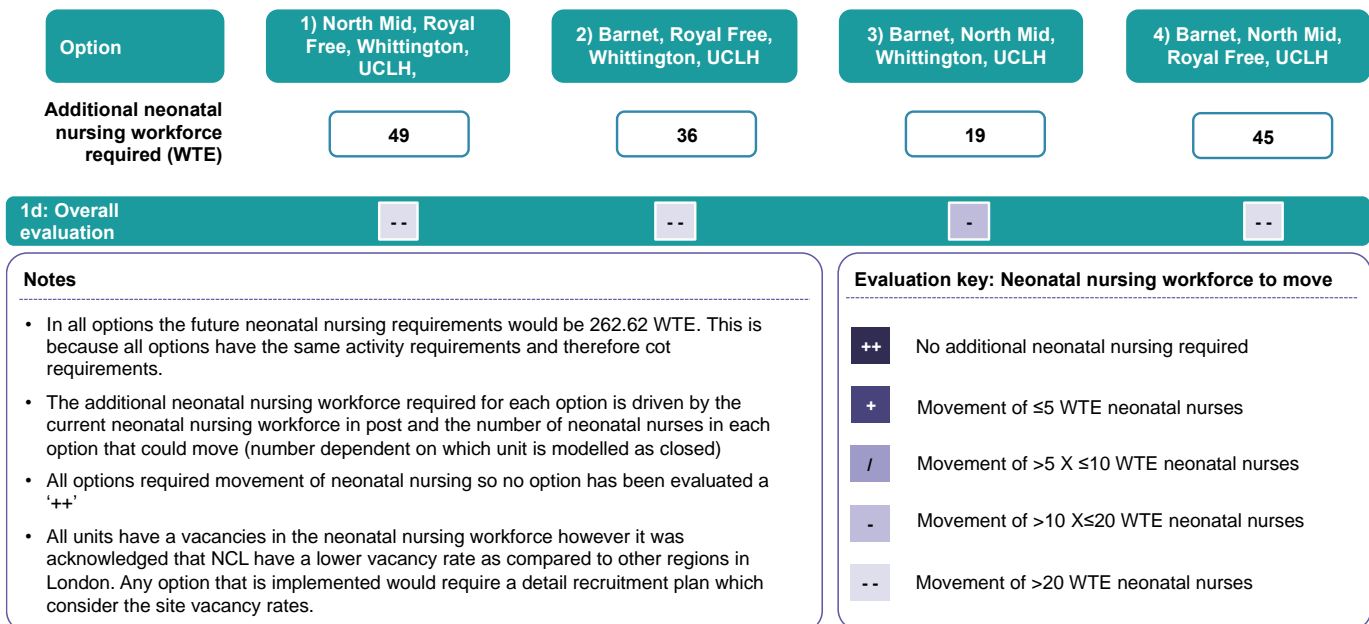 Option
1) North Mid, Royal
Free, Whittington,
UCLH,
2) Barnet, Royal Free,
Whittington, UCLH
3) Barnet, North Mid,
Whittington, UCLH
4) Barnet, North Mid,
Royal Free, UCLH
Additional neonatal
nursing workforce
required (WTE)
49
36
19
45
1d: Overall
evaluation
- -
- -
-
- -
Notes
• In all options the future neonatal nursing requirements would be 262.62 WTE. This is
because all options have the same activity requirements and therefore cot
requirements.
• The additional neonatal nursing workforce required for each option is driven by the
current neonatal nursing workforce in post and the number of neonatal nurses in each
option that could move (number dependent on which unit is modelled as closed)
• All options required movement of neonatal nursing so no option has been evaluated a
‘++’
• All units have a vacancies in the neonatal nursing workforce however it was
acknowledged that NCL have a lower vacancy rate as compared to other regions in
London. Any option that is implemented would require a detail recruitment plan which
consider the site vacancy rates.
Evaluation key: Neonatal nursing workforce to move
++ No additional neonatal nursing required
+ Movement of ≤5 WTE neonatal nurses
/ Movement of >5 X ≤10 WTE neonatal nurses
- Movement of >10 X≤20 WTE neonatal nurses
- - Movement of >20 WTE neonatal nurses